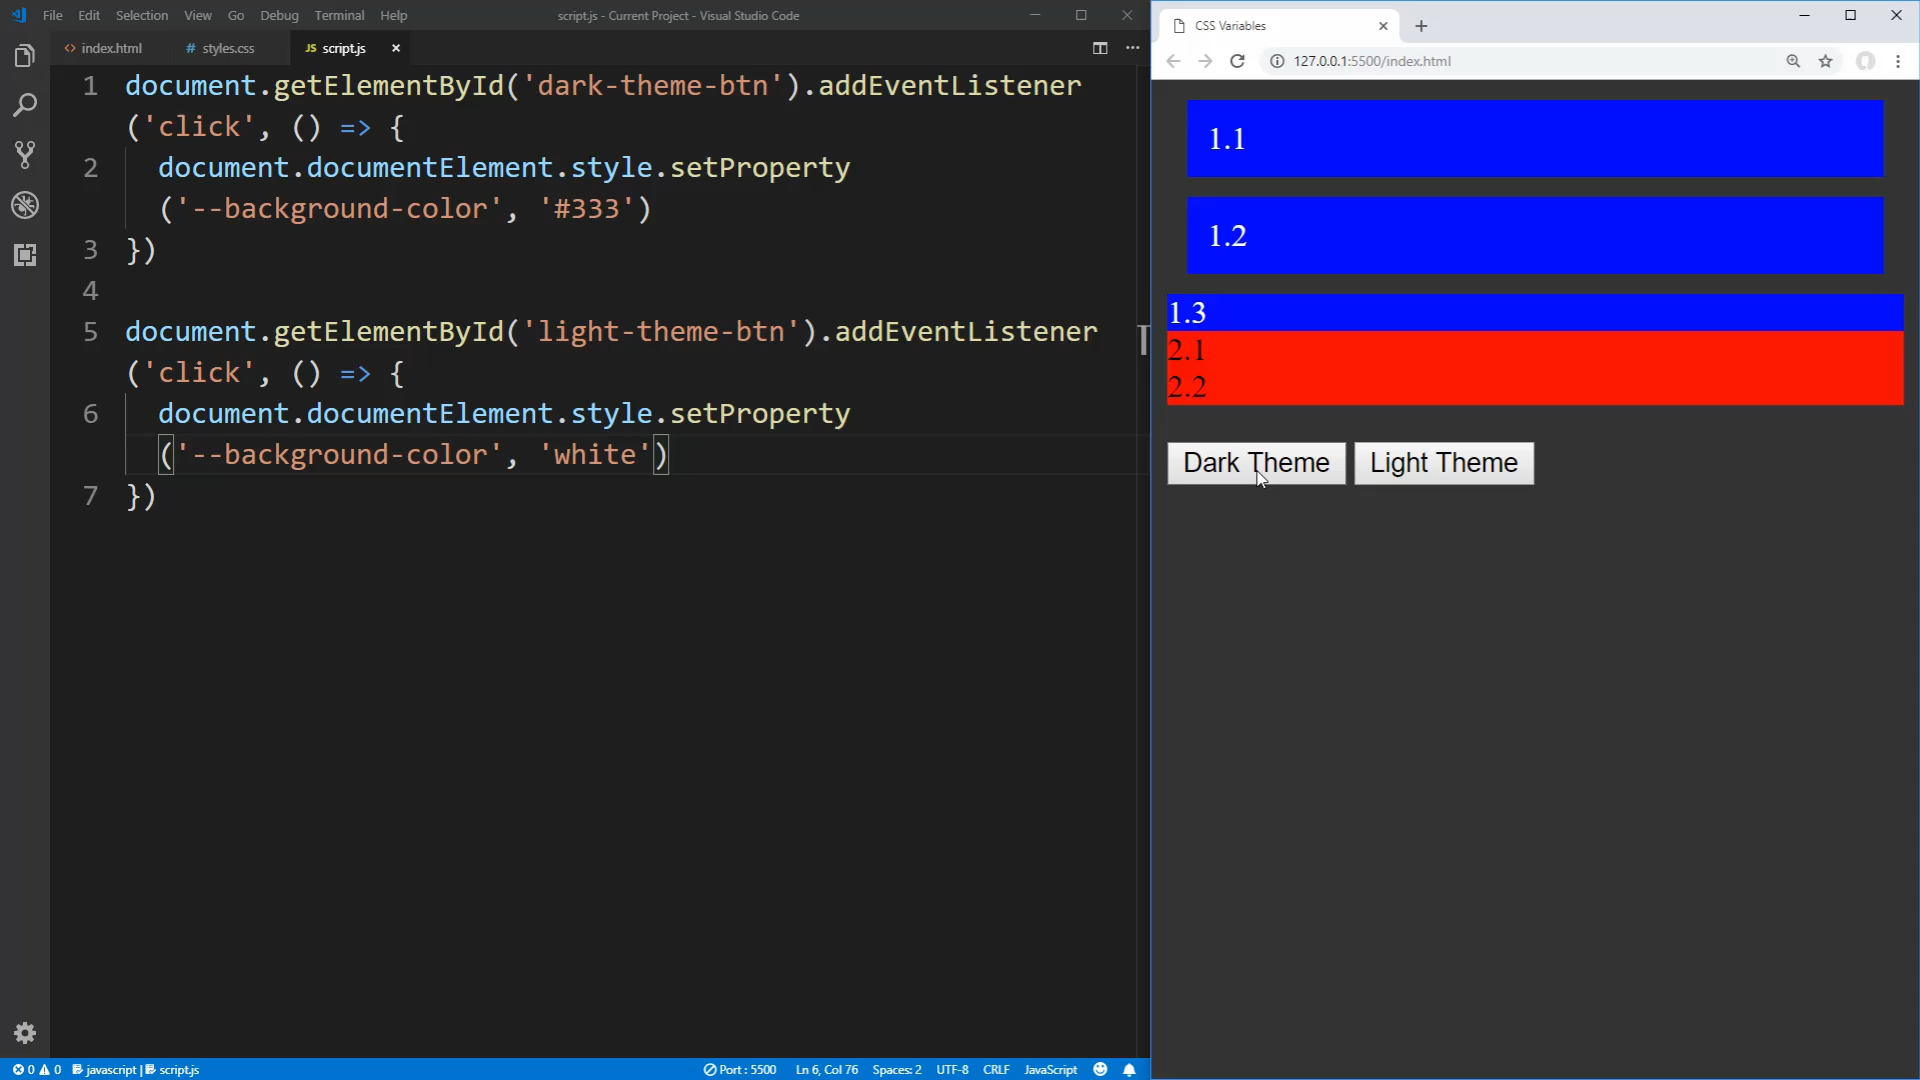 File Edit Selection View Go Debug Terminal Help script.js - Current Project - Visual Studio Code
index.html # styles.css JS script.js
1 document.getElementById('dark-theme-btn').addEventListener
('click', () => {
2 document.documentElement.style.setProperty
('--background-color', '#333')
3 })
4
5 document.getElementById('light-theme-btn').addEventListener
('click', () => {
6 document.documentElement.style.setProperty
('--background-color', 'white')
7 })
0 0 javascript | script.js Port : 5500 Ln 6, Col 76 Spaces: 2 UTF-8 CRLF JavaScript
CSS Variables
127.0.0.1:5500/index.html
1.1
1.2
1.3
2.1
2.2
Dark Theme Light Theme